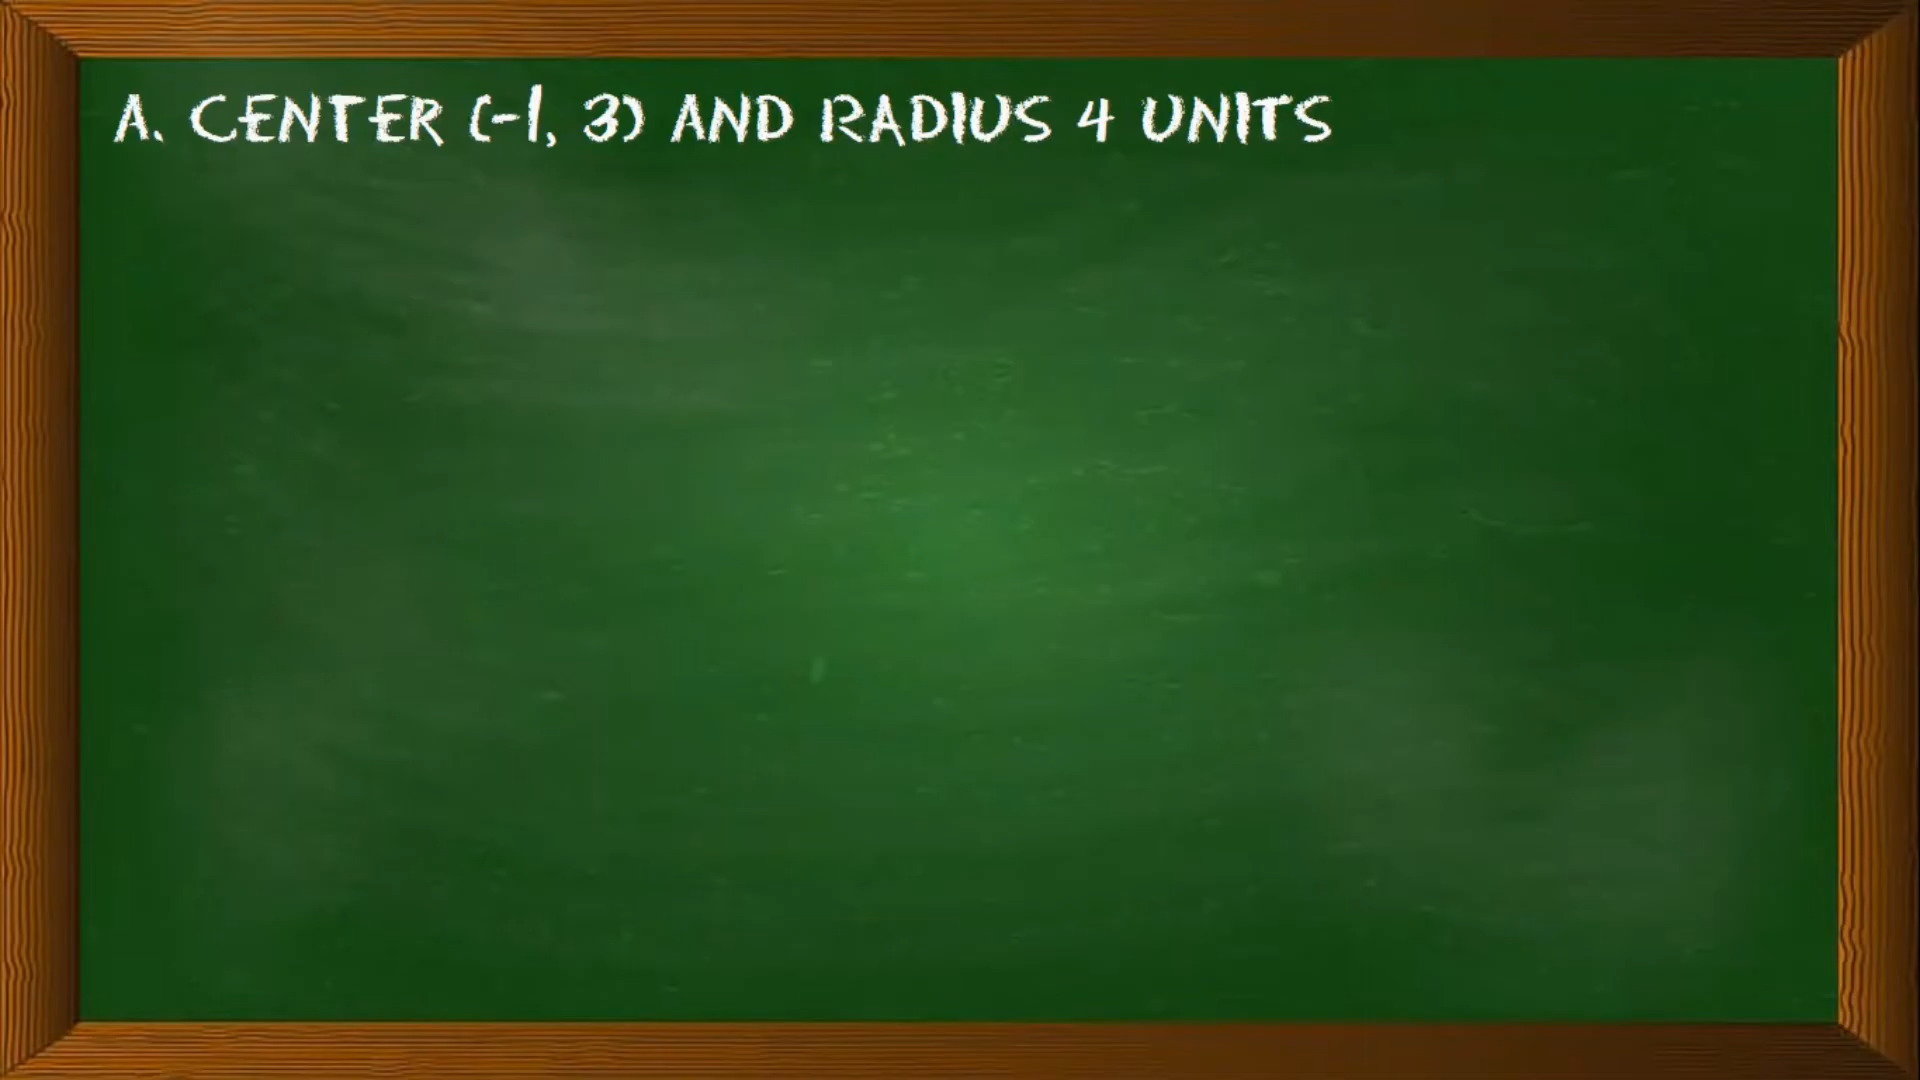 A. CENTER (-1, 3) AND RADIUS 4 UNITS